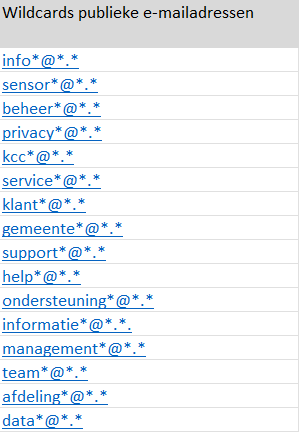 Wildcards publieke e-mailadressen
info*@*.*
sensor*@*.*
beheer*@*.*
privacy*@*.*
kcc*@*.*
service*@*.*
klant*@*.*
gemeente*@*.*
support*@*.*
help*@*.*
ondersteuning*@*.*
informatie*@*.*.
management*@*.*
team*@*.*
afdeling*@*.*
data*@*.*